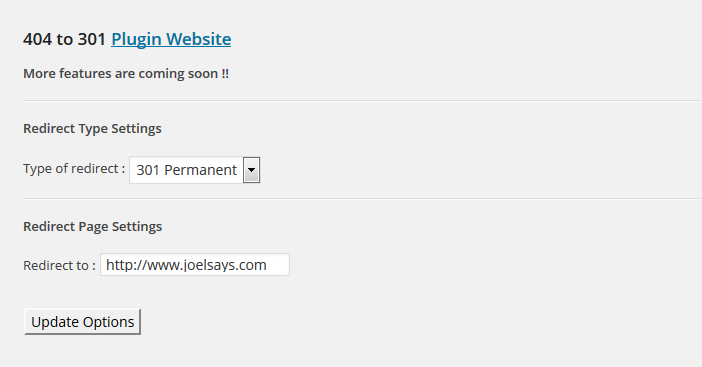 404 to 301 Plugin Website
More features are coming soon !!
Redirect Type Settings
Type of redirect : 301 Permanent
Redirect Page Settings
Redirect to : http://www.joelsays.com
Update Options